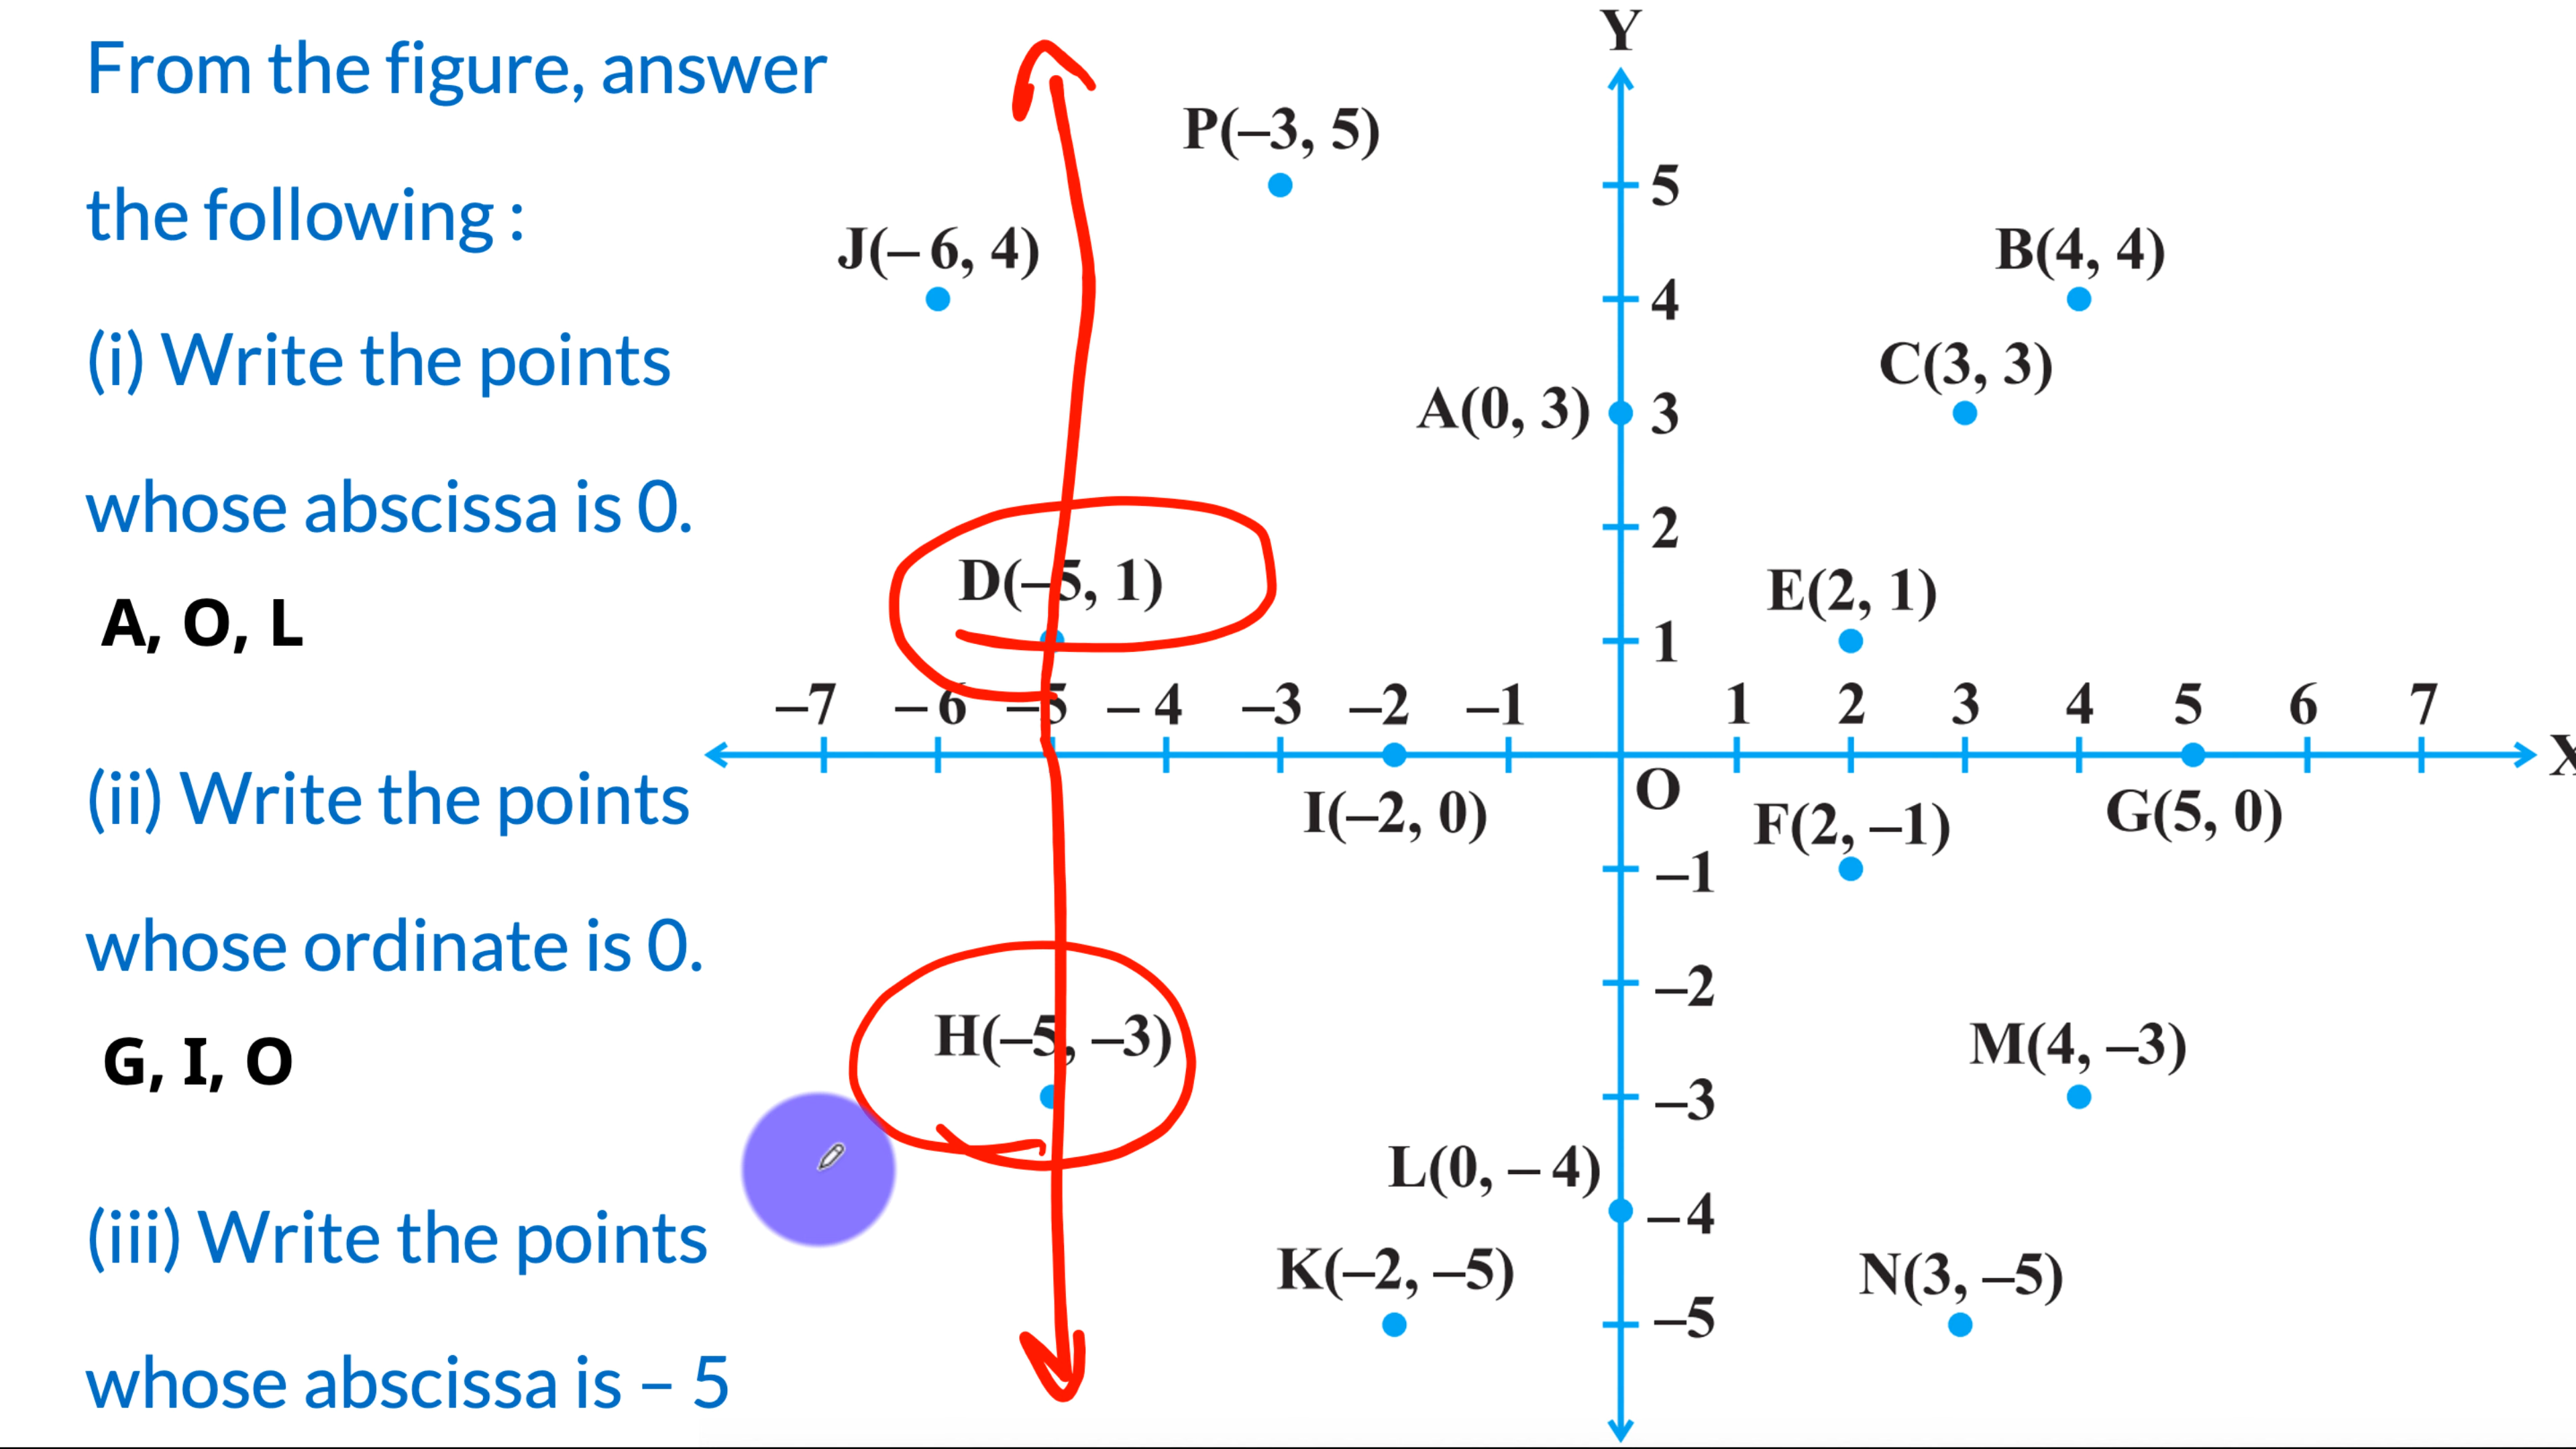 From the figure, answer
the following :
(i) Write the points
whose abscissa is 0.
A, O, L
(ii) Write the points
whose ordinate is 0.
G, I, O
(iii) Write the points
whose abscissa is – 5
Y
P(–3, 5)
5
J(– 6, 4)
B(4, 4)
4
C(3, 3)
A(0, 3)
3
2
D(–5, 1)
E(2, 1)
1
–7 – 6 –5 – 4 –3 –2 –1 1 2 3 4 5 6 7
X
O
I(–2, 0)
F(2, –1)
G(5, 0)
–1
–2
H(–5, –3)
M(4, –3)
–3
L(0, – 4)
– 4
K(–2, –5)
N(3, –5)
–5